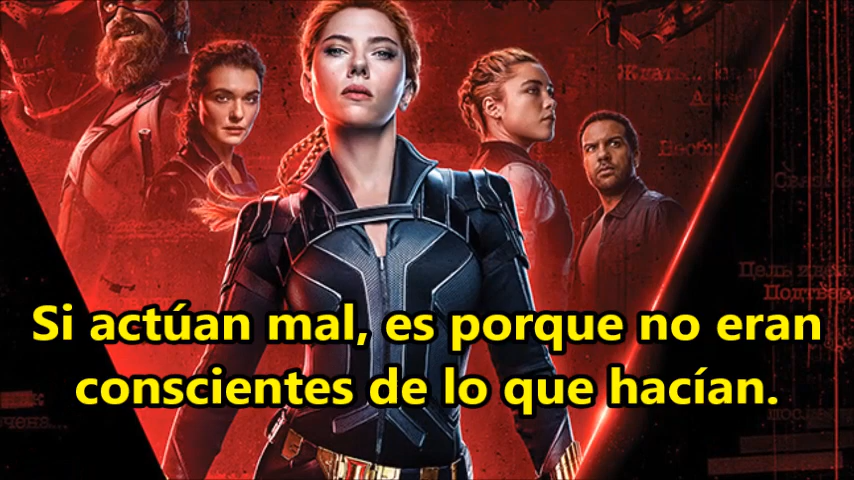 Si actúan mal, es porque no eran
conscientes de lo que hacían.